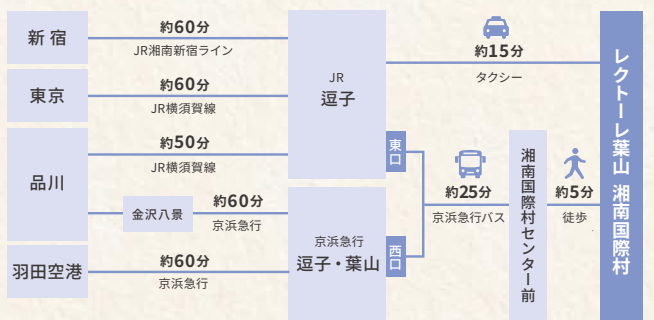 新宿
約60分
JR湘南新宿ライン
東京
約60分
JR横須賀線
品川
約50分
JR横須賀線
金沢八景
約60分
京浜急行
羽田空港
約60分
京浜急行
JR
逗子
京浜急行
逗子・葉山
東口
西口
約15分
タクシー
約25分
京浜急行バス
湘南国際村センター前
約5分
徒歩
レクトーレ葉山 湘南国際村